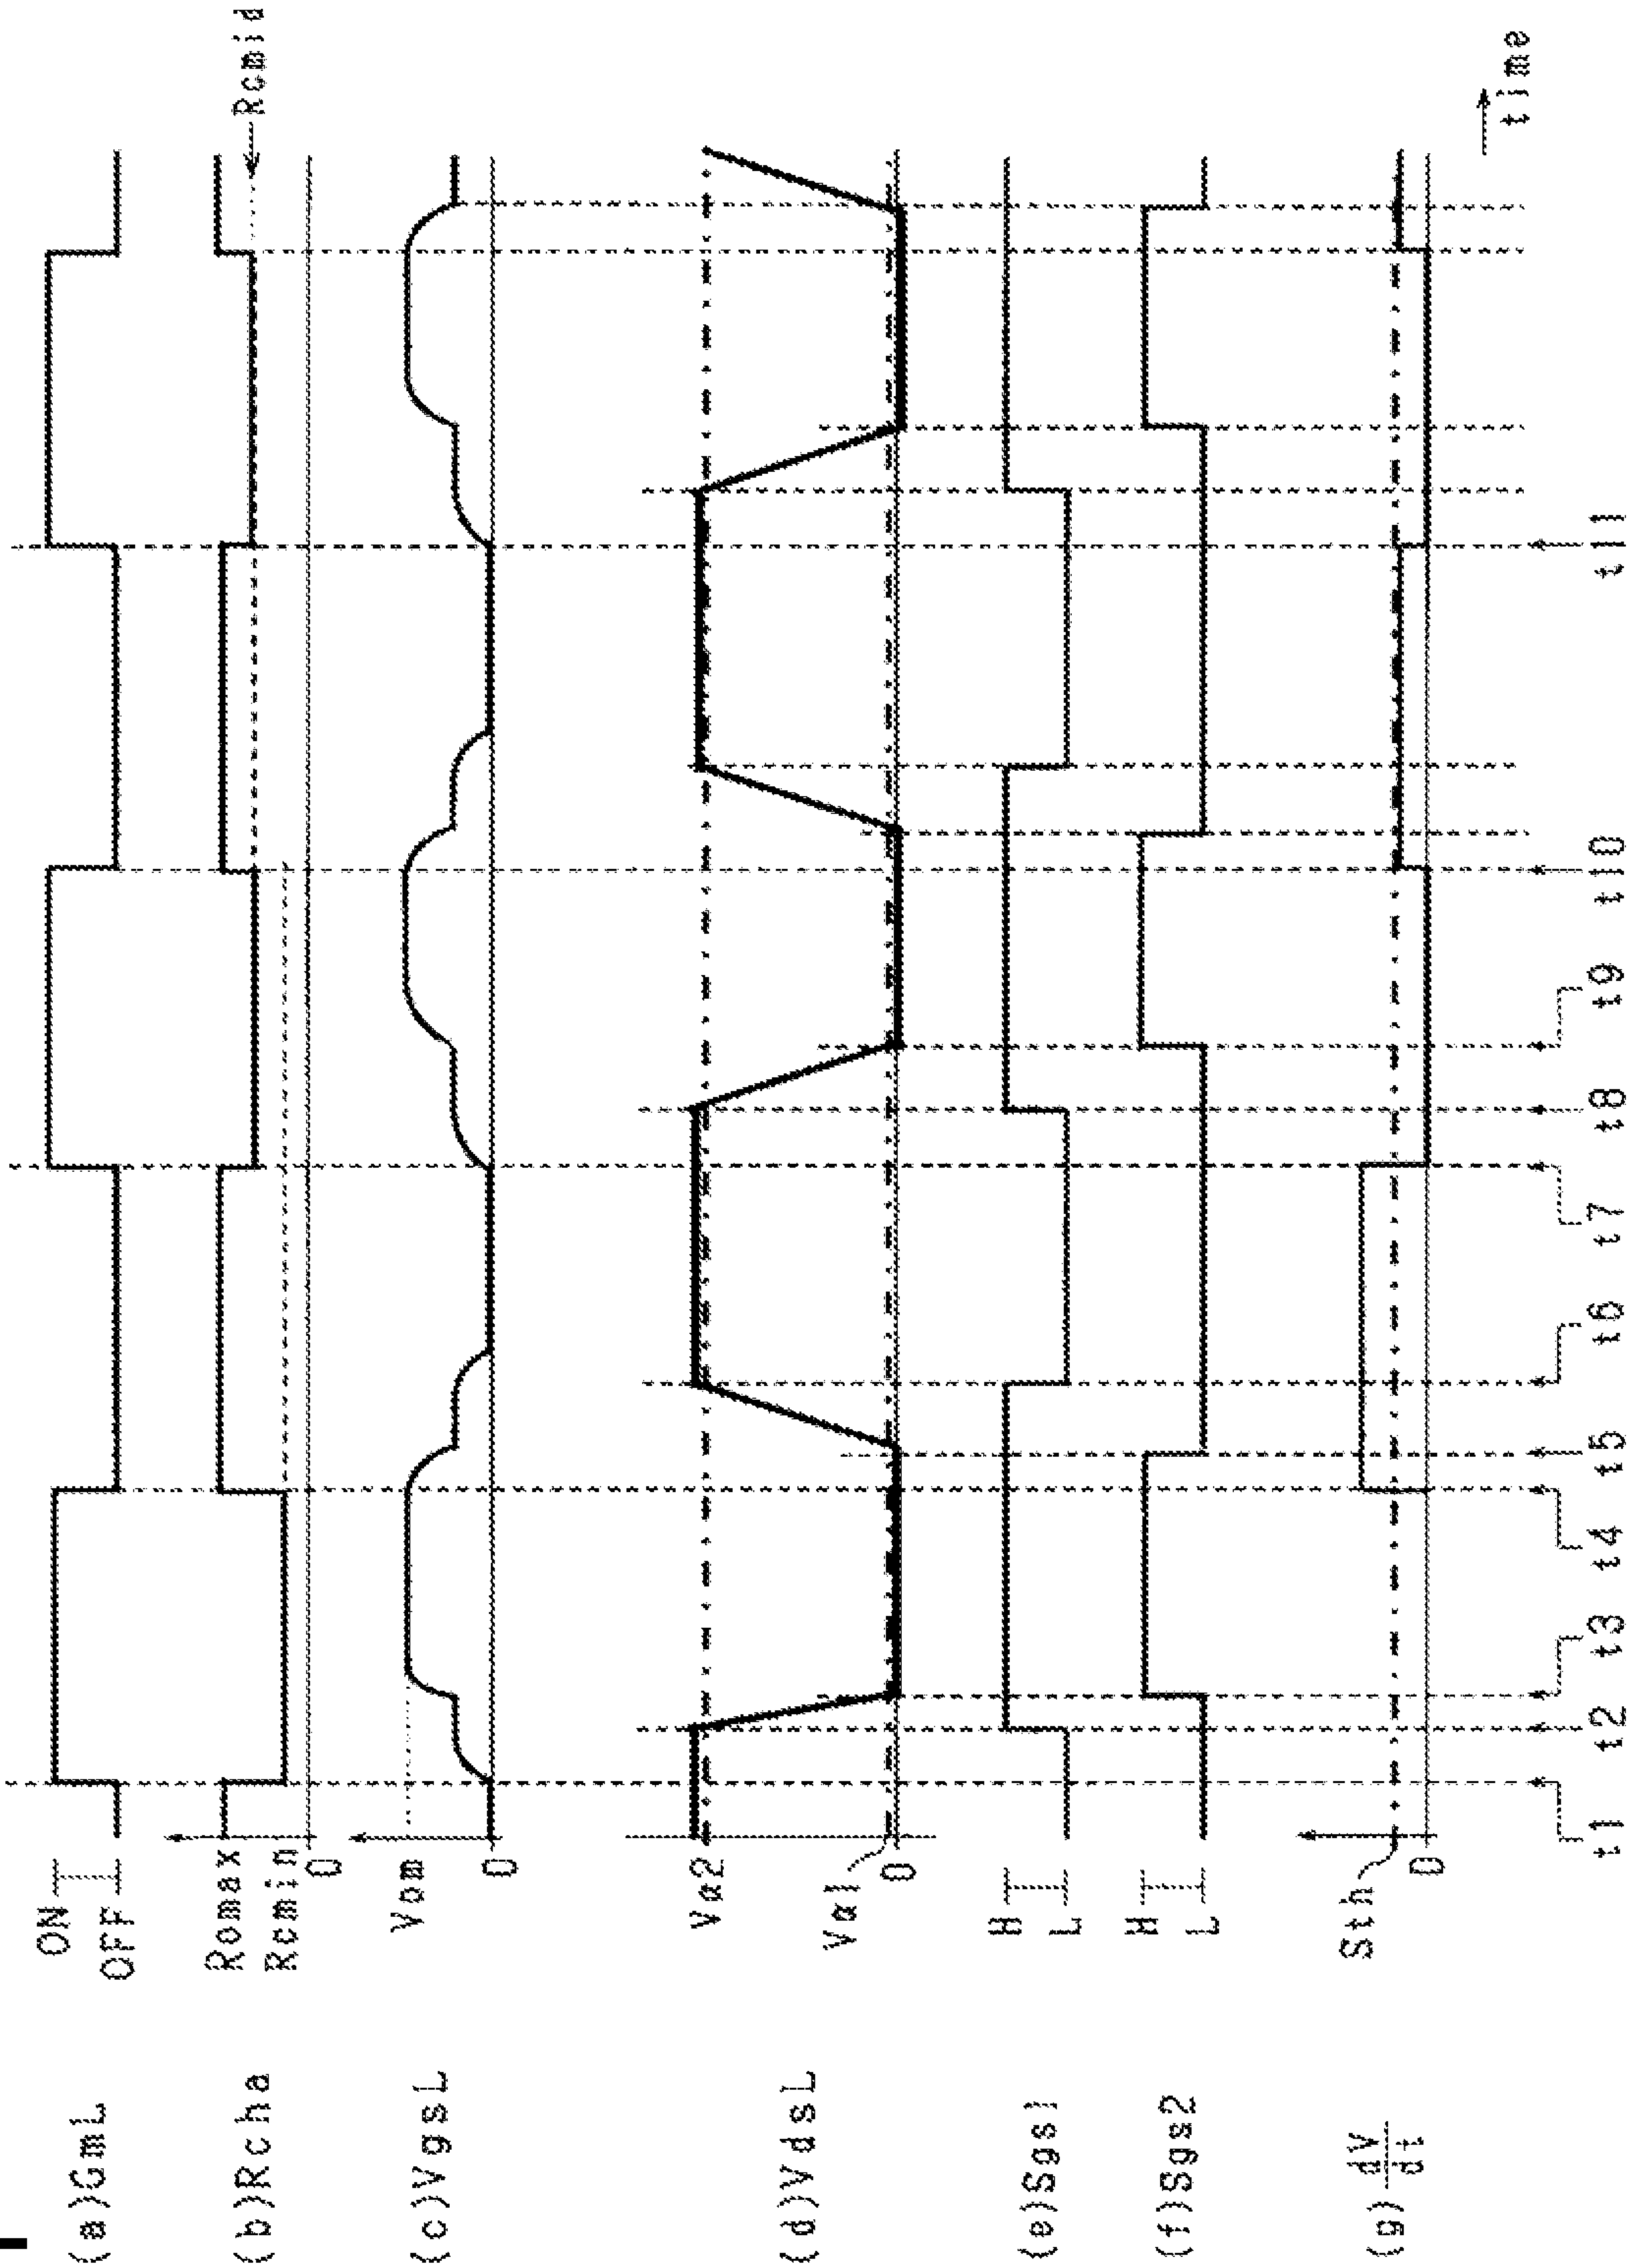 (a)GmL
ON
OFF
(b)Rcha
Rcmax
Rcmin
0
Rcmid
(c)VgsL
Vom
0
(d)VdsL
Vα2
Vα1
0
(e)Sgs1
H
L
(f)Sgs2
H
L
(g) dV
dt
Sth
0
time
t1 t2 t3 t4 t5 t6 t7 t8 t9 t10 t11